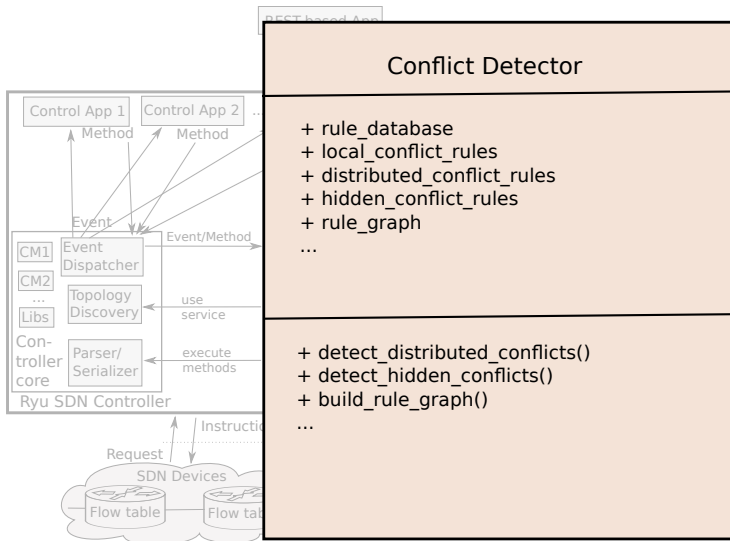 REST based App
Conflict Detector
Control App 1
Control App 2
...
Method
Method
+ rule_database
+ local_conflict_rules
+ distributed_conflict_rules
+ hidden_conflict_rules
+ rule_graph
...
Event
Event/Method
CM1
Event
Dispatcher
CM2
...
Topology
Discovery
use
service
Libs
Con-
troller
core
Parser/
Serializer
execute
methods
+ detect_distributed_conflicts()
+ detect_hidden_conflicts()
+ build_rule_graph()
...
Ryu SDN Controller
Request
SDN Devices
Flow table
Flow